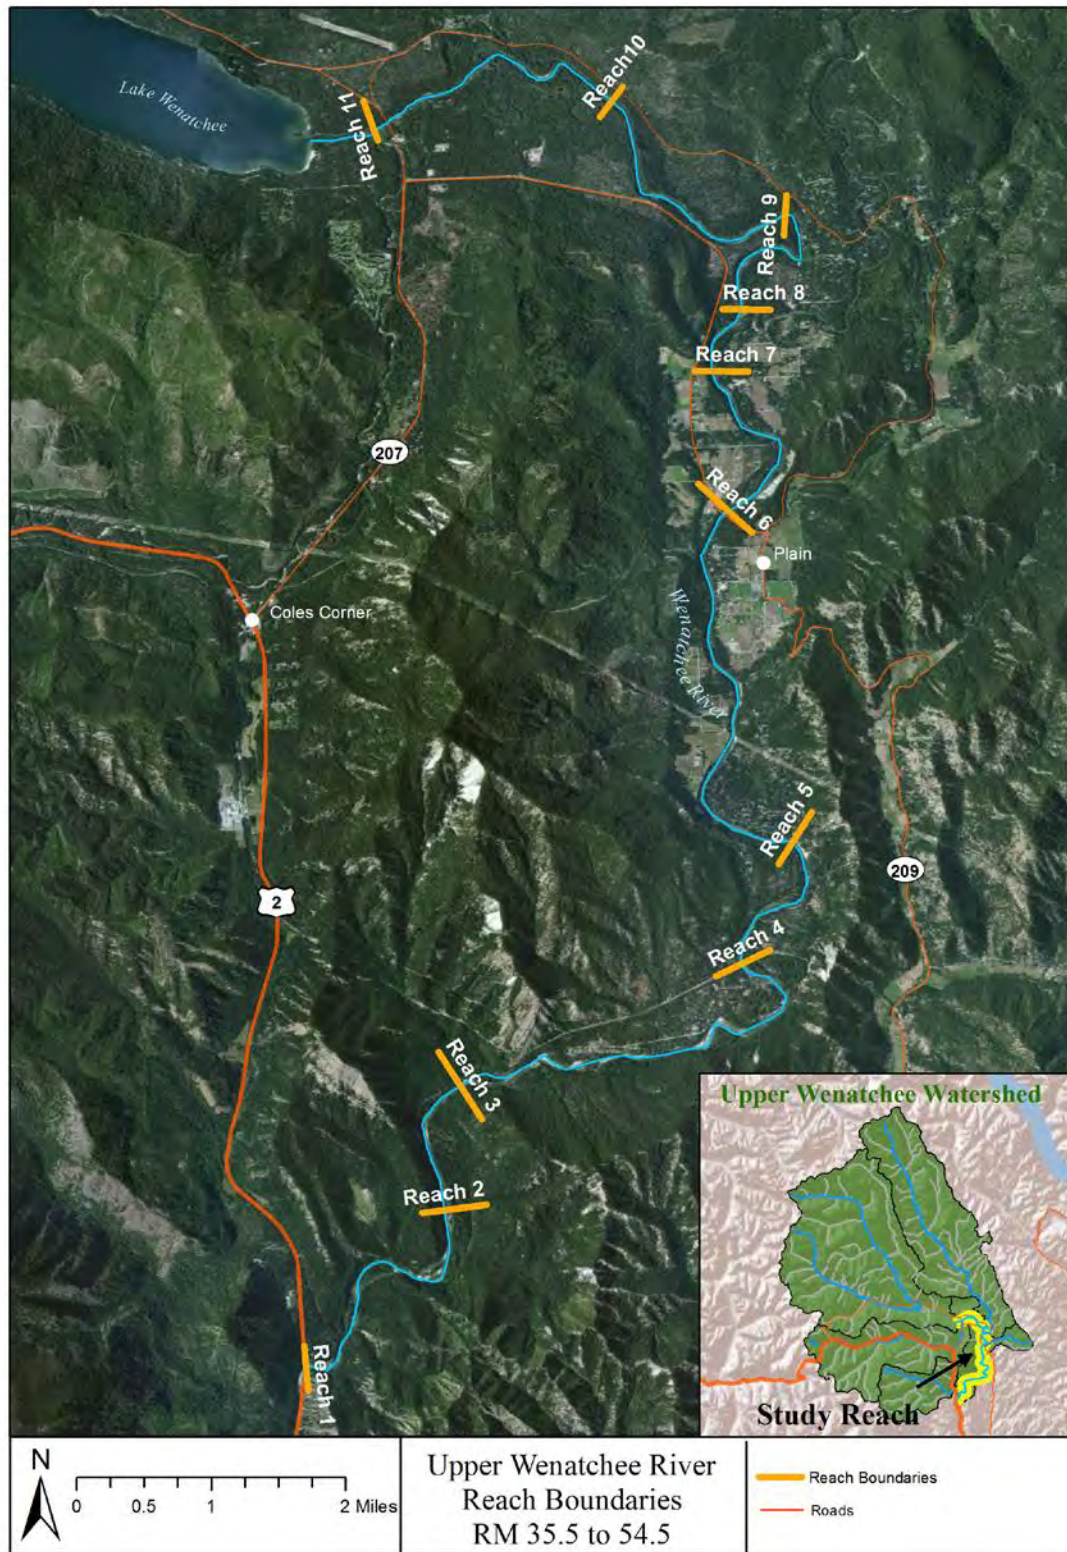 Lake Wenatchee
Reach 11
Reach10
Reach 9
Reach 8
Reach 7
207
Reach 6
Plain
Coles Corner
Wenatchee River
Reach 5
209
2
Reach 4
Reach 3
Reach 2
Reach 1
Upper Wenatchee Watershed
Study Reach
N
0 0.5 1 2 Miles
Upper Wenatchee River
Reach Boundaries
RM 35.5 to 54.5
Reach Boundaries
Roads